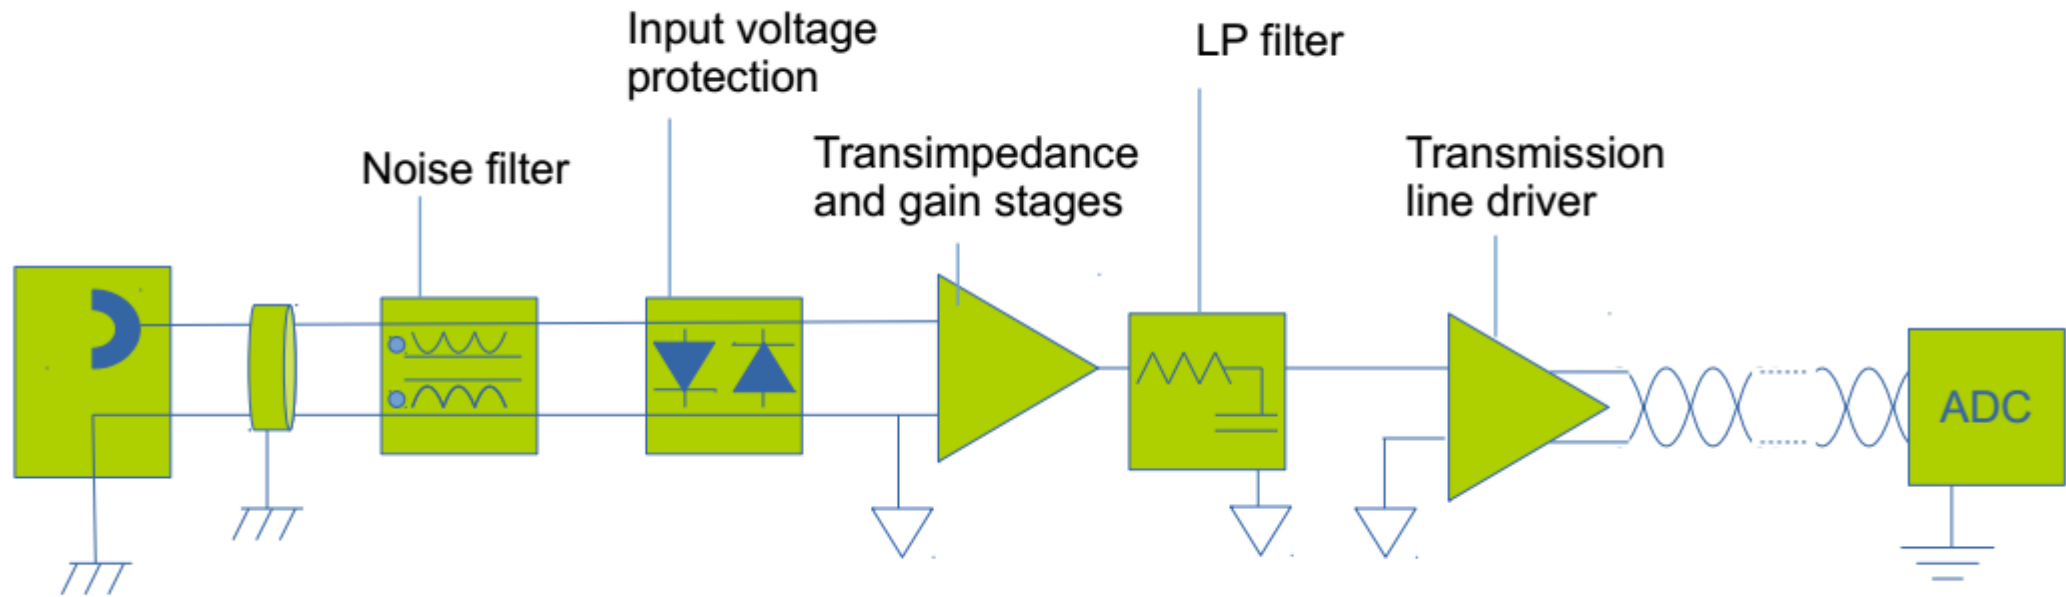 Input voltage
protection
LP filter
Noise filter
Transimpedance
and gain stages
Transmission
line driver
ADC